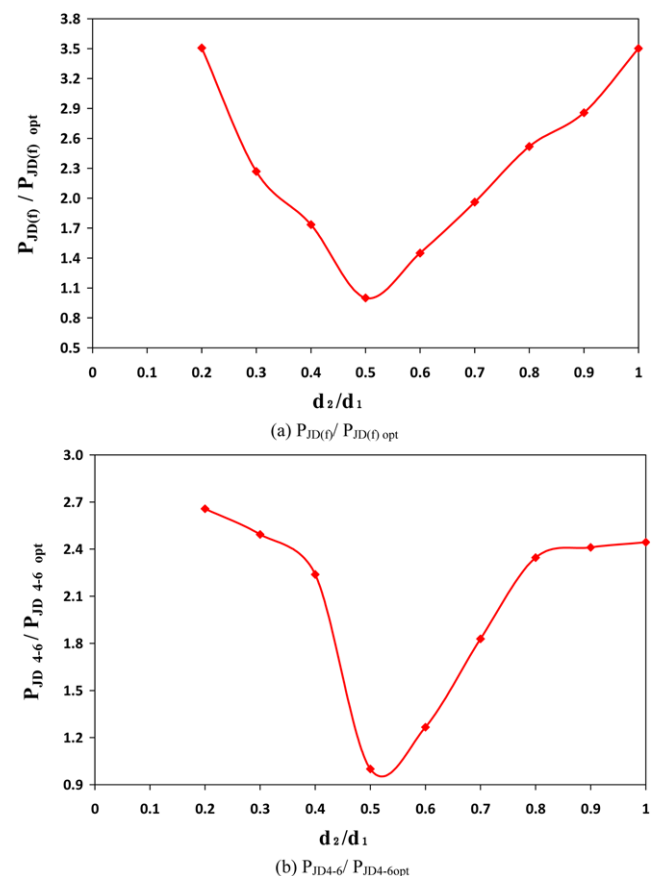 3.8
3.5
3.2
2.9
2.6
2.3
2.0
1.7
1.4
1.1
0.8
0.5
P JD(f) / P JD(f) opt
0 0.1 0.2 0.3 0.4 0.5 0.6 0.7 0.8 0.9 1
d2/d1
(a) PJD(f)/ PJD(f) opt
3.0
2.7
2.4
2.1
1.8
1.5
1.2
0.9
P JD 4-6 / P JD 4-6 opt
0 0.1 0.2 0.3 0.4 0.5 0.6 0.7 0.8 0.9 1
d2/d1
(b) PJD4-6/ PJD4-6opt